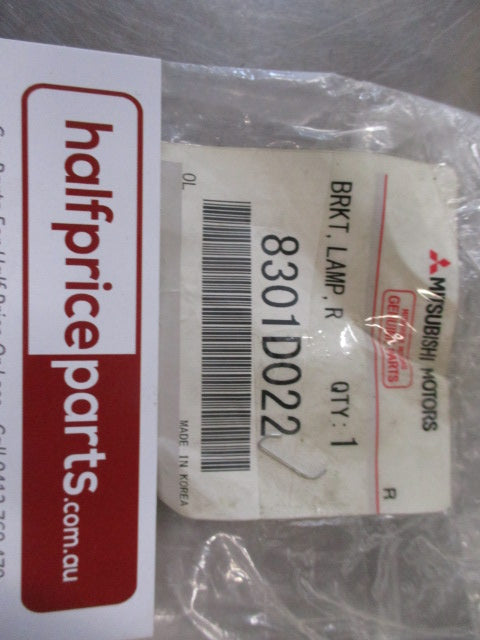 MITSUBISHI MOTORS
GENUINE PARTS
R
BRKT,LAMP,R QTY: 1
8301D022
OL
MADE IN KOREA
halfpriceparts.com.au